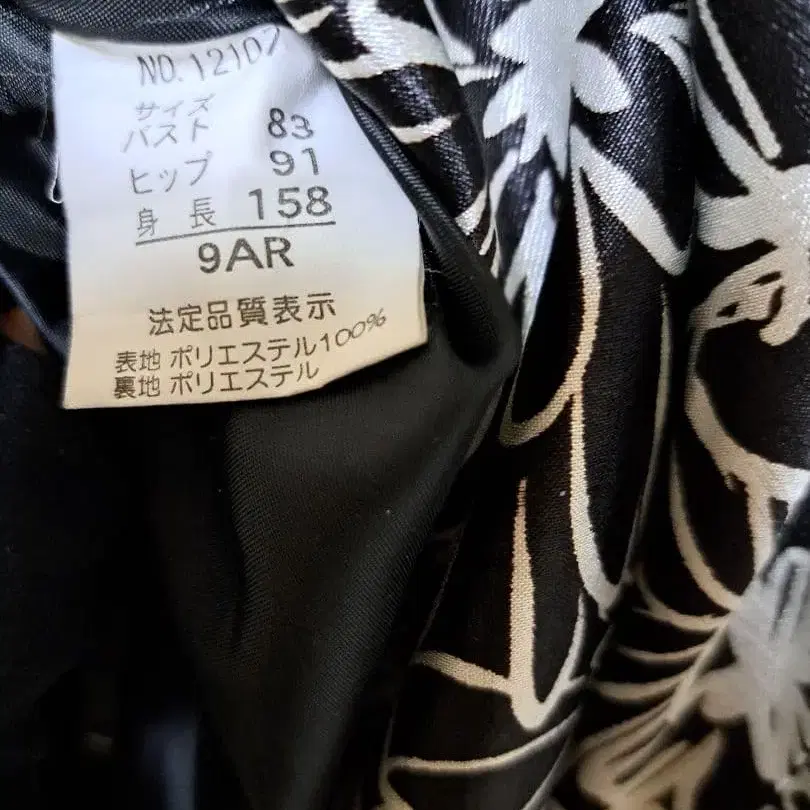 NO.12107
サイズ
バスト 83
ヒップ 91
身長 158
9AR
法定品質表示
表地 ポリエステル100%
裏地 ポリエステル